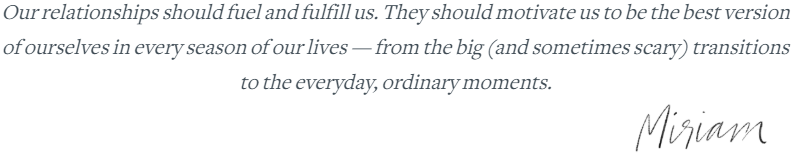 Our relationships should fuel and fulfill us. They should motivate us to be the best version
of ourselves in every season of our lives — from the big (and sometimes scary) transitions
to the everyday, ordinary moments.
Miriam